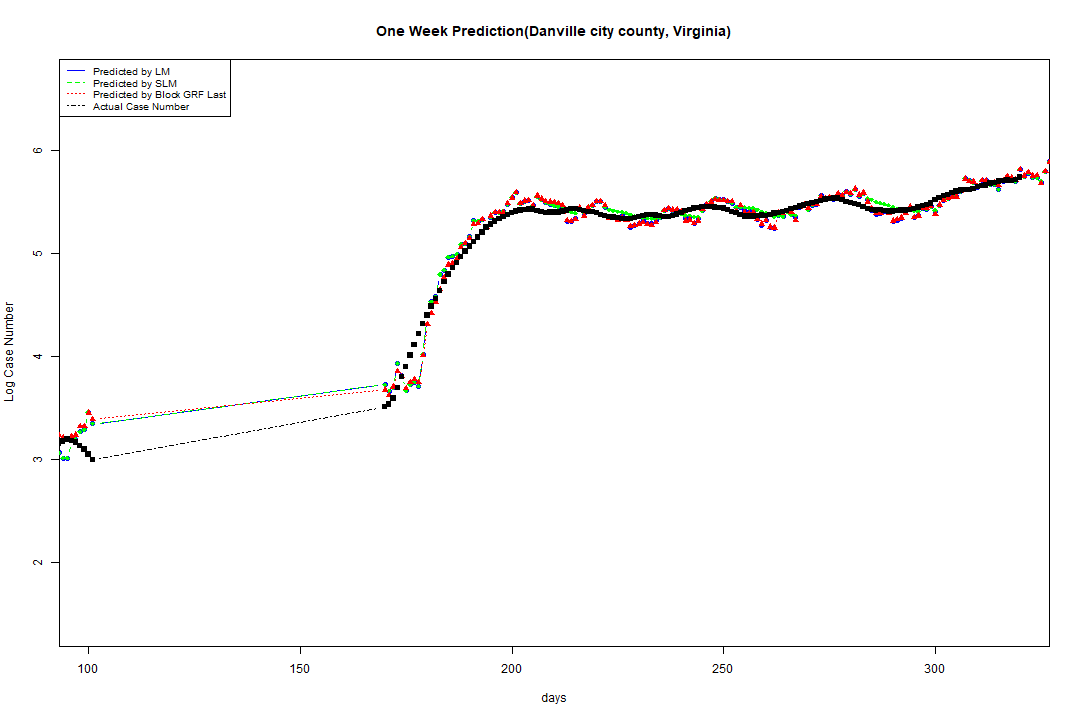 One Week Prediction(Danville city county, Virginia)
Predicted by LM
Predicted by SLM
Predicted by Block GRF Last
Actual Case Number
Log Case Number
6
5
4
3
2
100 150 200 250 300
days